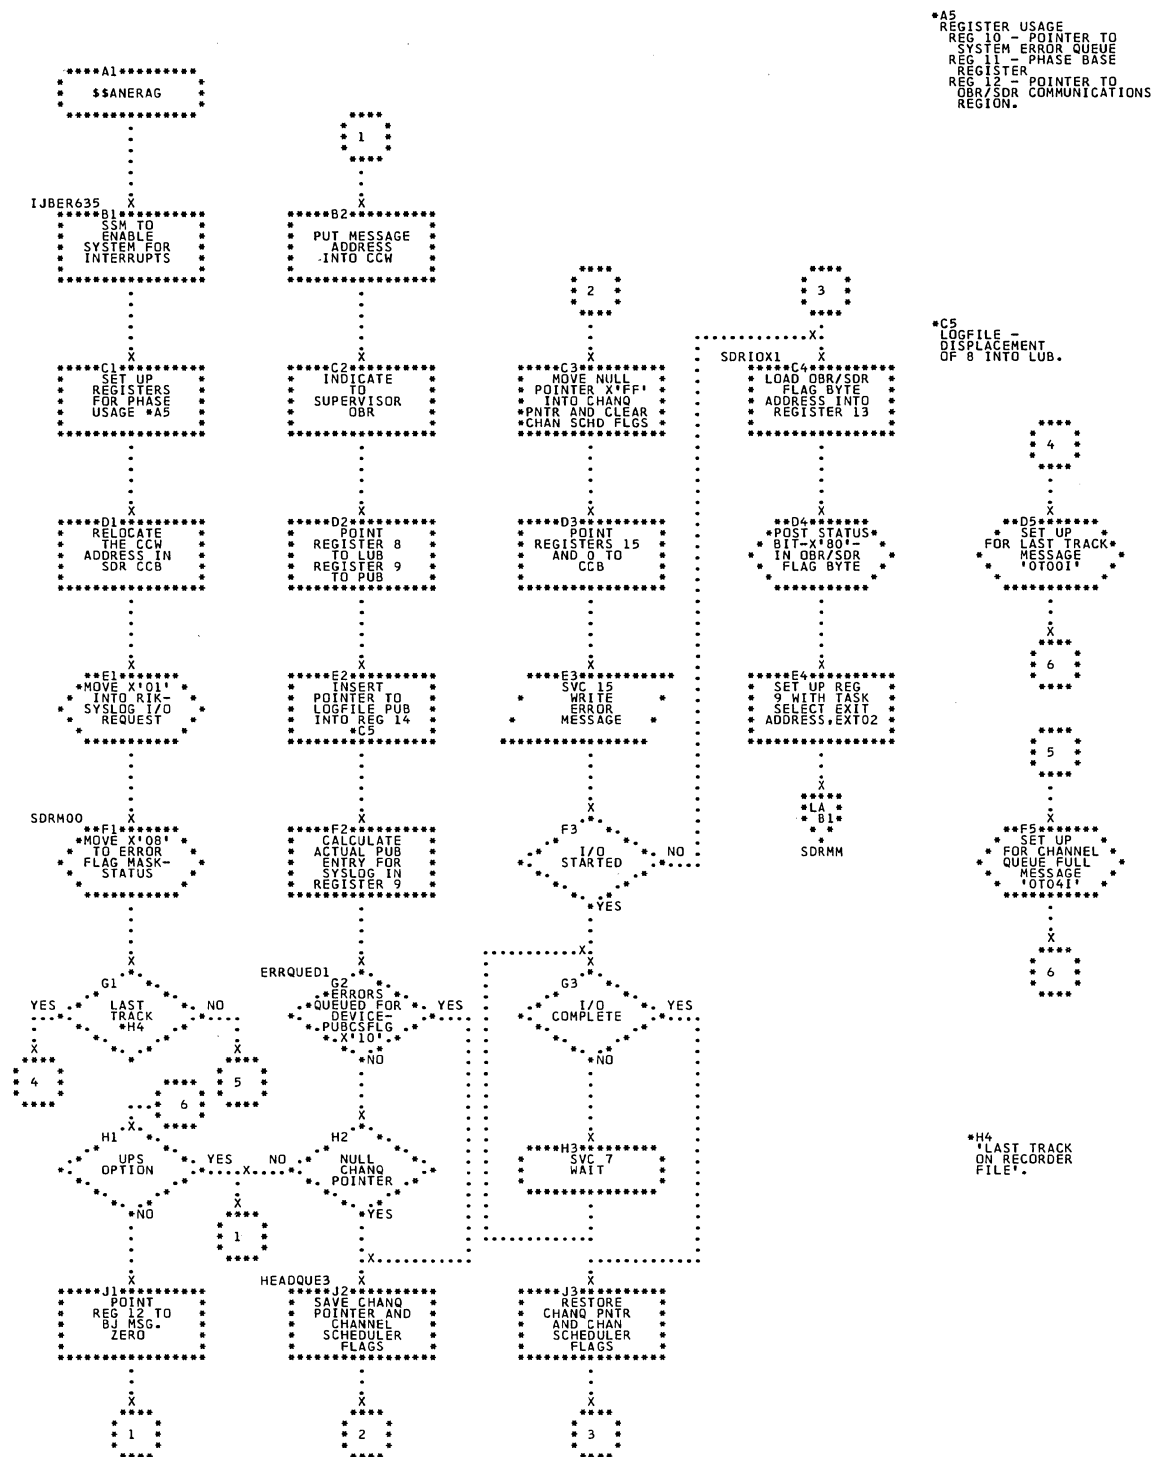 *A5
REGISTER USAGE
REG 10 - POINTER TO
SYSTEM ERROR QUEUE
REG 11 - PHASE BASE
REGISTER
REG 12 - POINTER TO
OBR/SDR COMMUNICATIONS
REGION.
A1
$$ANERAG
IJBER635
B1
SSM TO
ENABLE
SYSTEM FOR
INTERRUPTS
C1
SET UP
REGISTERS
FOR PHASE
USAGE *A5
D1
RELOCATE
THE CCW
ADDRESS IN
SDR CCB
E1
MOVE X'01'
INTO RIK-
SYSLOG I/O
REQUEST
SDRM00
F1
MOVE X'08'
TO ERROR
FLAG MASK-
STATUS
G1
LAST
TRACK
*H4
YES
NO
4
5
6
H1
UPS
OPTION
YES
NO
1
J1
POINT
REG 12 TO
BJ MSG.
ZERO
1
1
B2
PUT MESSAGE
ADDRESS
INTO CCW
C2
INDICATE
TO
SUPERVISOR
OBR
D2
POINT
REGISTER 8
TO LUB
REGISTER 9
TO PUB
E2
INSERT
POINTER TO
LOGFILE PUB
INTO REG 14
*C5
F2
CALCULATE
ACTUAL PUB
ENTRY FOR
SYSLOG IN
REGISTER 9
ERRQUED1
G2
ERRORS
QUEUED FOR
DEVICE-
PUBCSFLG
X'10'
YES
NO
H2
NULL
CHANQ
POINTER
NO
YES
HEADQUE3
J2
SAVE CHANQ
POINTER AND
CHANNEL
SCHEDULER
FLAGS
2
2
C3
MOVE NULL
POINTER X'FF'
INTO CHANQ
PNTR AND CLEAR
CHAN SCHD FLGS
D3
POINT
REGISTERS 15
AND 0 TO
CCB
E3
SVC 15
WRITE
ERROR
MESSAGE
F3
I/O
STARTED
NO
YES
G3
I/O
COMPLETE
YES
NO
H3
SVC 7
WAIT
J3
RESTORE
CHANQ PNTR
AND CHAN
SCHEDULER
FLAGS
3
3
SDRIOX1
C4
LOAD OBR/SDR
FLAG BYTE
ADDRESS INTO
REGISTER 13
D4
POST STATUS
BIT-X'80'-
IN OBR/SDR
FLAG BYTE
E4
SET UP REG
9 WITH TASK
SELECT EXIT
ADDRESS,EXT02
LA
B1
SDRMM
*C5
LOGFILE -
DISPLACEMENT
OF 8 INTO LUB.
4
D5
SET UP
FOR LAST TRACK
MESSAGE
'0T00I'
6
5
F5
SET UP
FOR CHANNEL
QUEUE FULL
MESSAGE
'0T04I'
6
*H4
'LAST TRACK
ON RECORDER
FILE'.